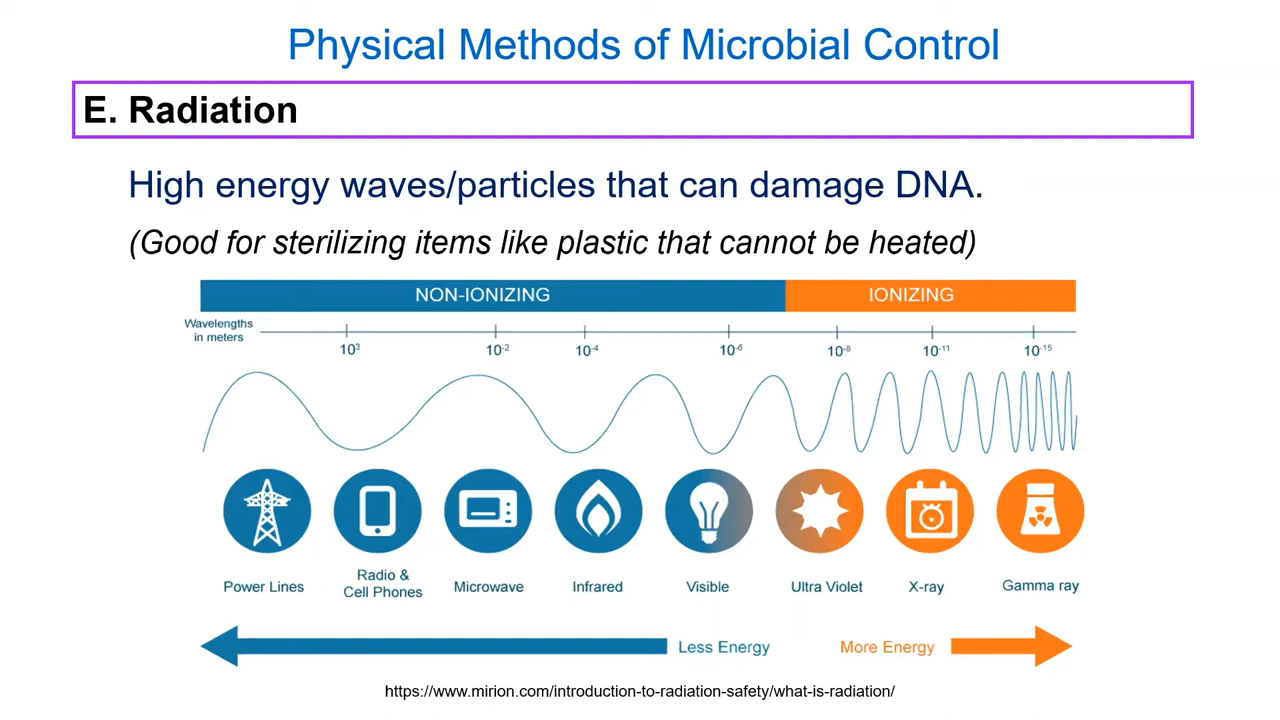 Physical Methods of Microbial Control
E. Radiation
High energy waves/particles that can damage DNA.
(Good for sterilizing items like plastic that cannot be heated)
NON-IONIZING IONIZING
Wavelengths
in meters
10³ 10⁻² 10⁻⁴ 10⁻⁶ 10⁻⁸ 10⁻¹¹ 10⁻¹⁵
Power Lines
Radio &
Cell Phones
Microwave
Infrared
Visible
Ultra Violet
X-ray
Gamma ray
Less Energy More Energy
https://www.mirion.com/introduction-to-radiation-safety/what-is-radiation/